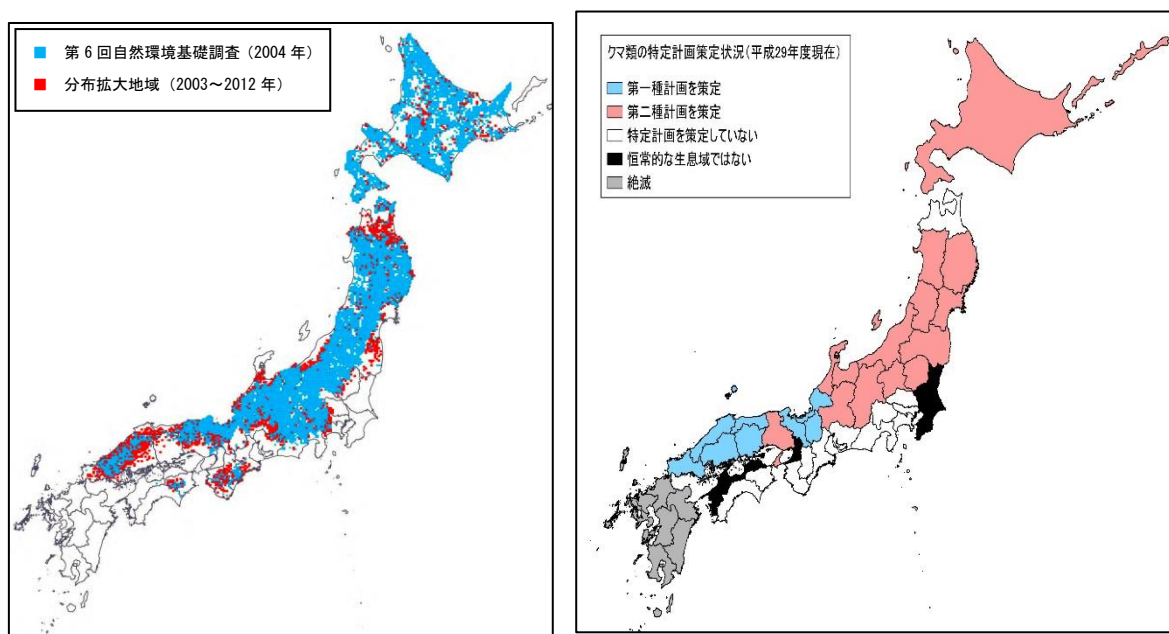 第 6 回自然環境基礎調査（2004 年）
分布拡大地域（2003～2012 年）
クマ類の特定計画策定状況（平成29年度現在）
第一種計画を策定
第二種計画を策定
特定計画を策定していない
恒常的な生息域ではない
絶滅